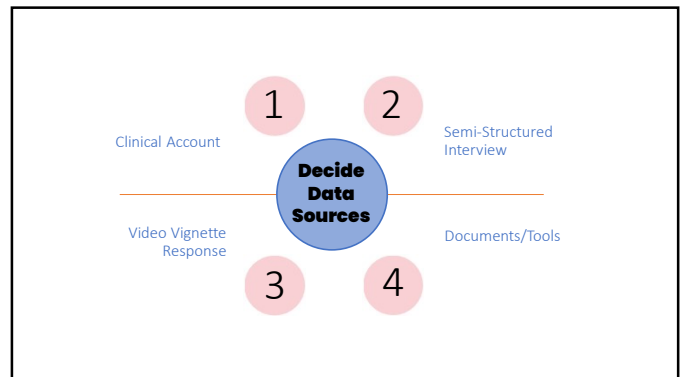 1
2
Clinical Account
Semi-Structured
Interview
Decide
Data
Sources
Video Vignette
Response
Documents/Tools
3
4